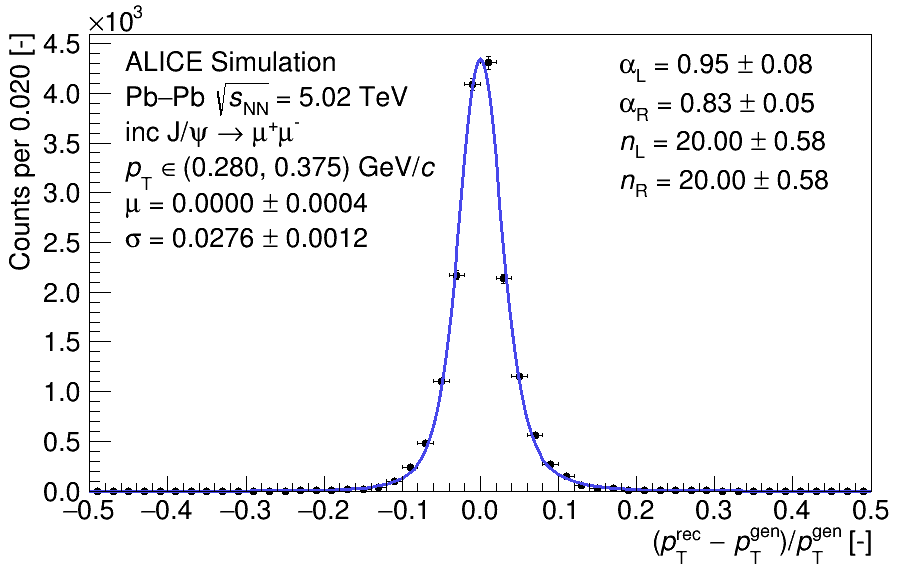 ×10³
Counts per 0.020 [-]
ALICE Simulation
Pb–Pb √sNN = 5.02 TeV
inc J/ψ → μ⁺μ⁻
pT ∈ (0.280, 0.375) GeV/c
μ = 0.0000 ± 0.0004
σ = 0.0276 ± 0.0012
αL = 0.95 ± 0.08
αR = 0.83 ± 0.05
nL = 20.00 ± 0.58
nR = 20.00 ± 0.58
4.5
4.0
3.5
3.0
2.5
2.0
1.5
1.0
0.5
0.0
−0.5 −0.4 −0.3 −0.2 −0.1 0.0 0.1 0.2 0.3 0.4 0.5
(pTrec − pTgen)/pTgen [-]